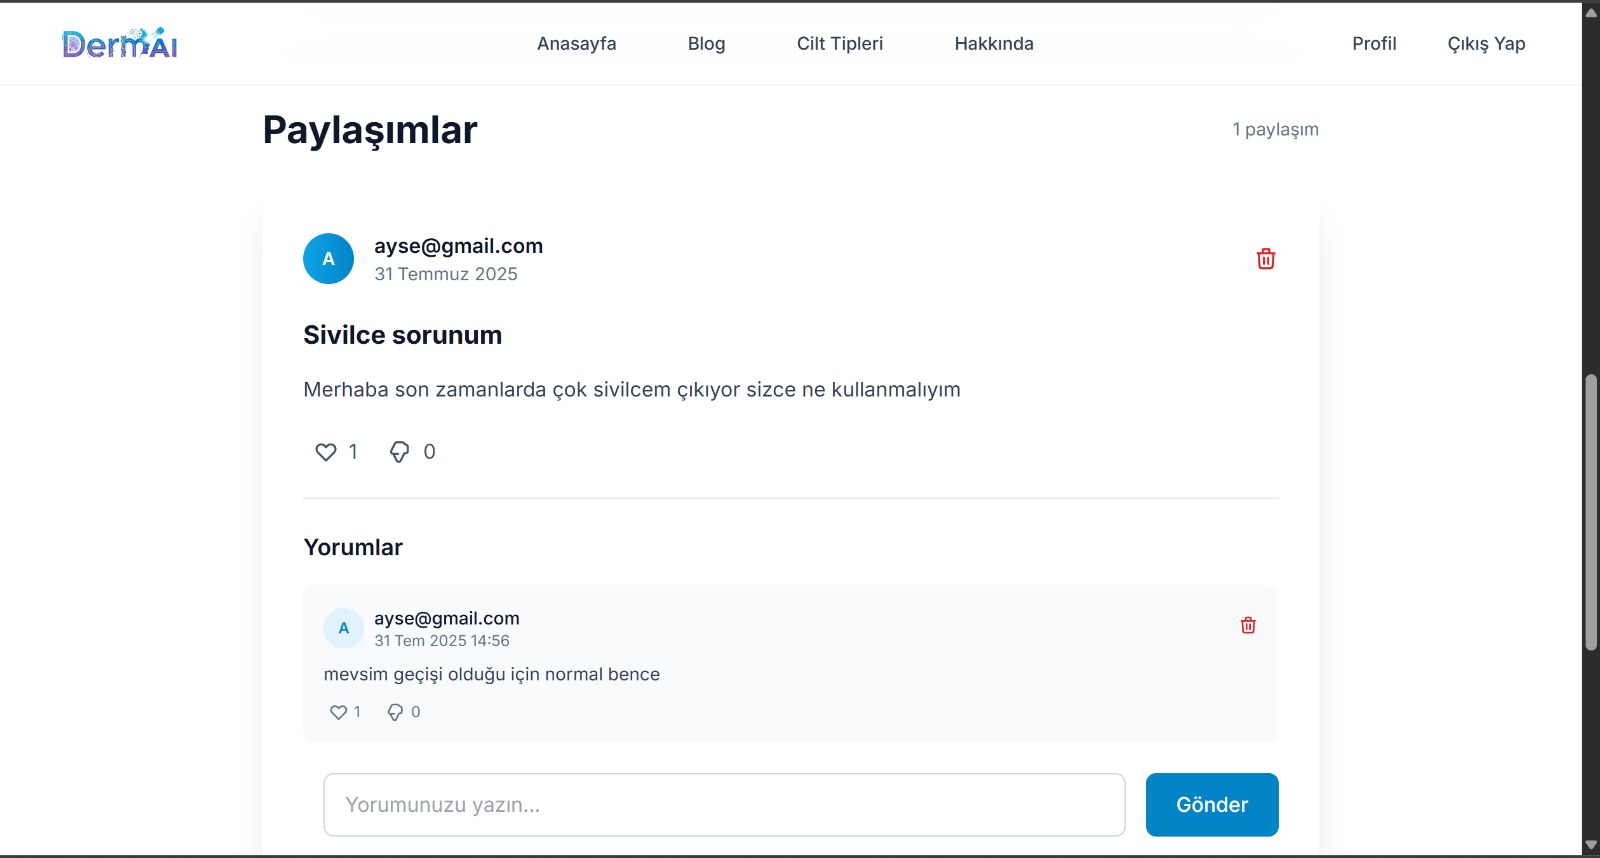 DermAI
Anasayfa
Blog
Cilt Tipleri
Hakkında
Profil
Çıkış Yap
Paylaşımlar
1 paylaşım
A
ayse@gmail.com
31 Temmuz 2025
Sivilce sorunum
Merhaba son zamanlarda çok sivilcem çıkıyor sizce ne kullanmalıyım
1
0
Yorumlar
A
ayse@gmail.com
31 Tem 2025 14:56
mevsim geçişi olduğu için normal bence
1
0
Yorumunuzu yazın...
Gönder